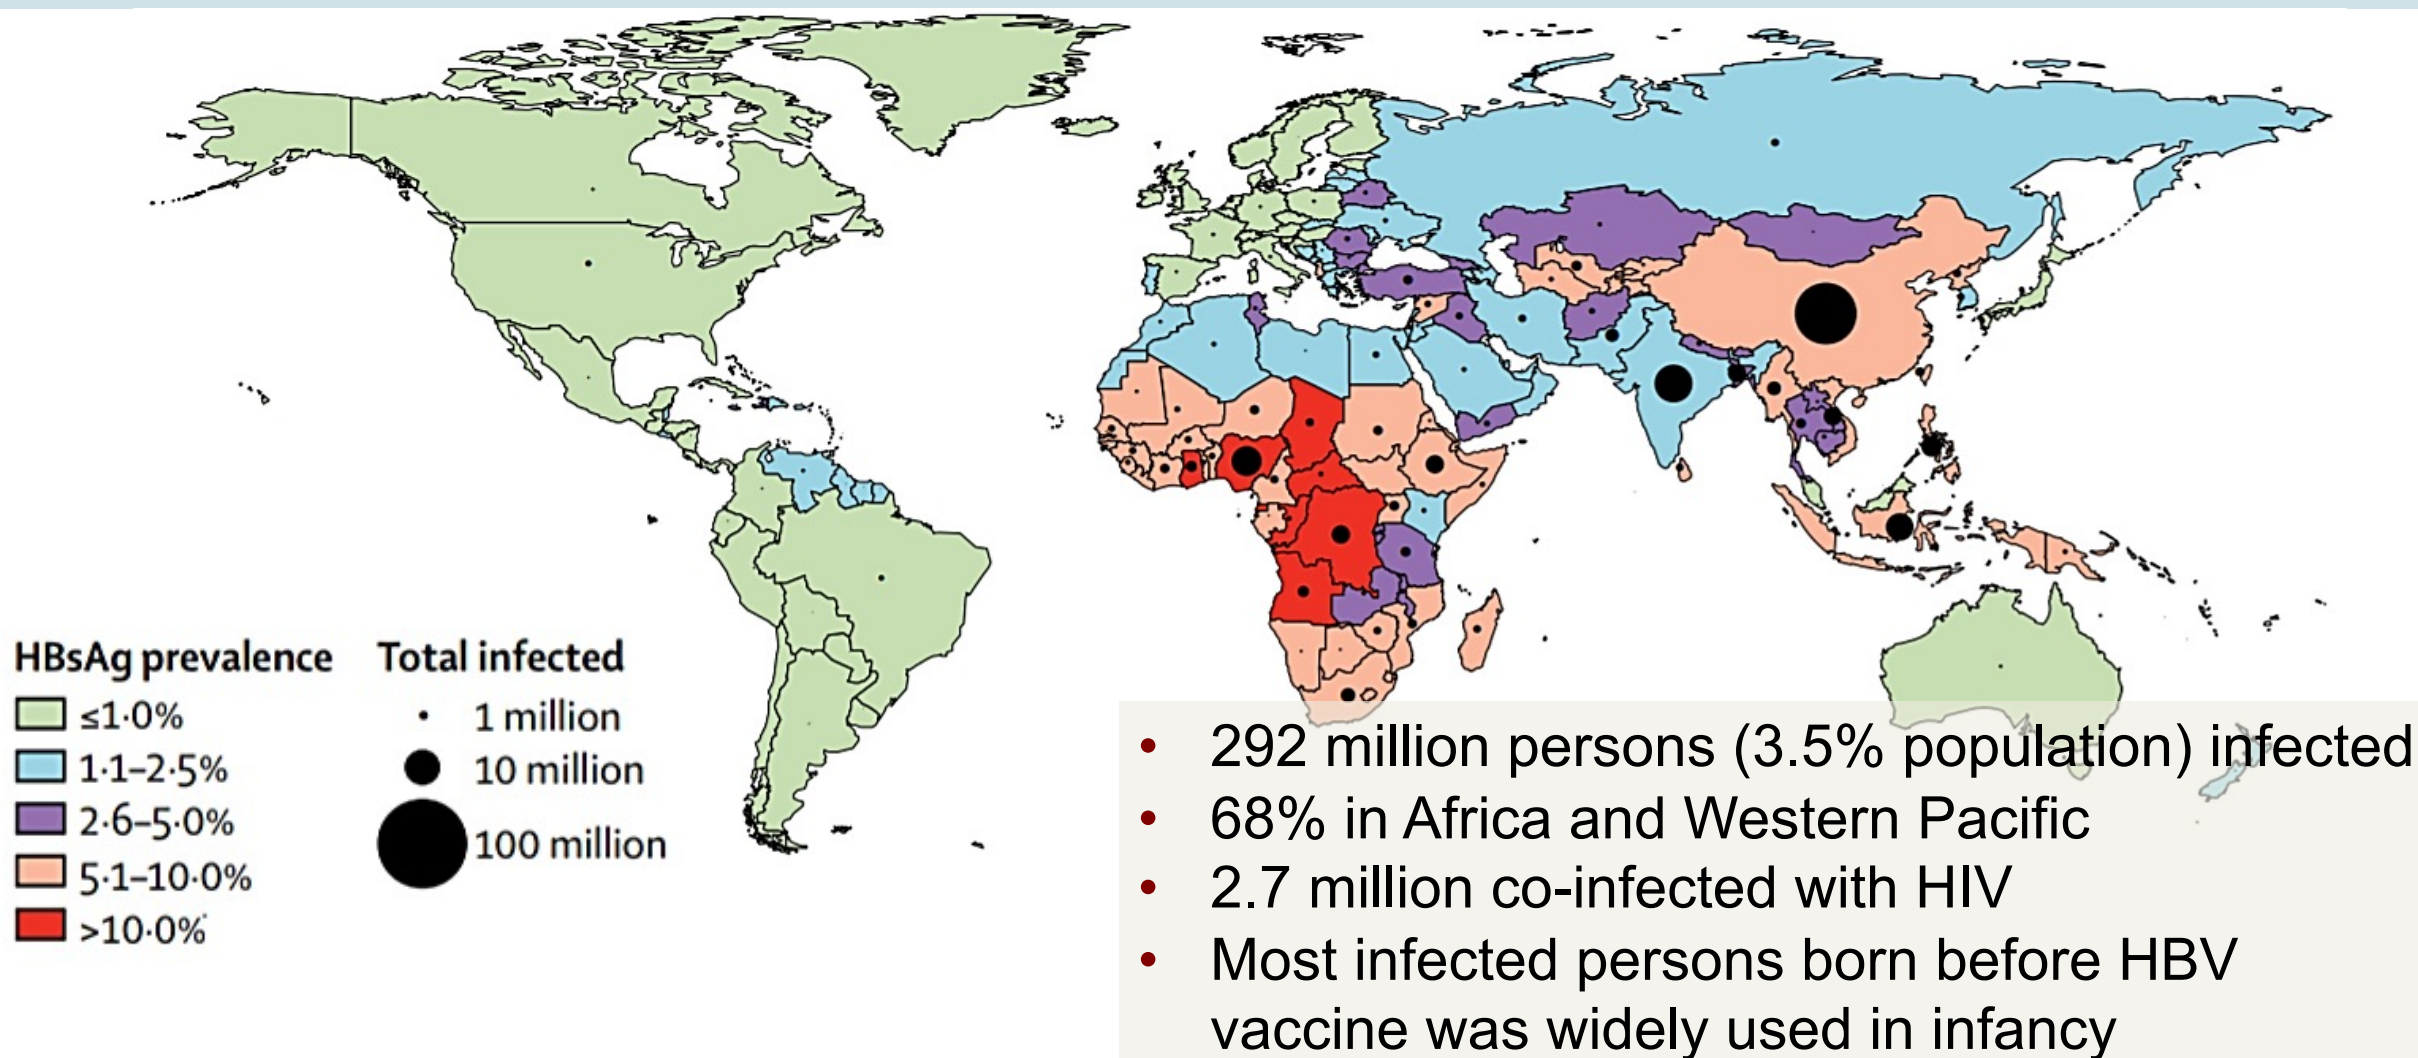 HBsAg prevalence
≤1·0%
1·1–2·5%
2·6–5·0%
5·1–10·0%
>10·0%
Total infected
1 million
10 million
100 million
• 292 million persons (3.5% population) infected
• 68% in Africa and Western Pacific
• 2.7 million co-infected with HIV
• Most infected persons born before HBV
vaccine was widely used in infancy